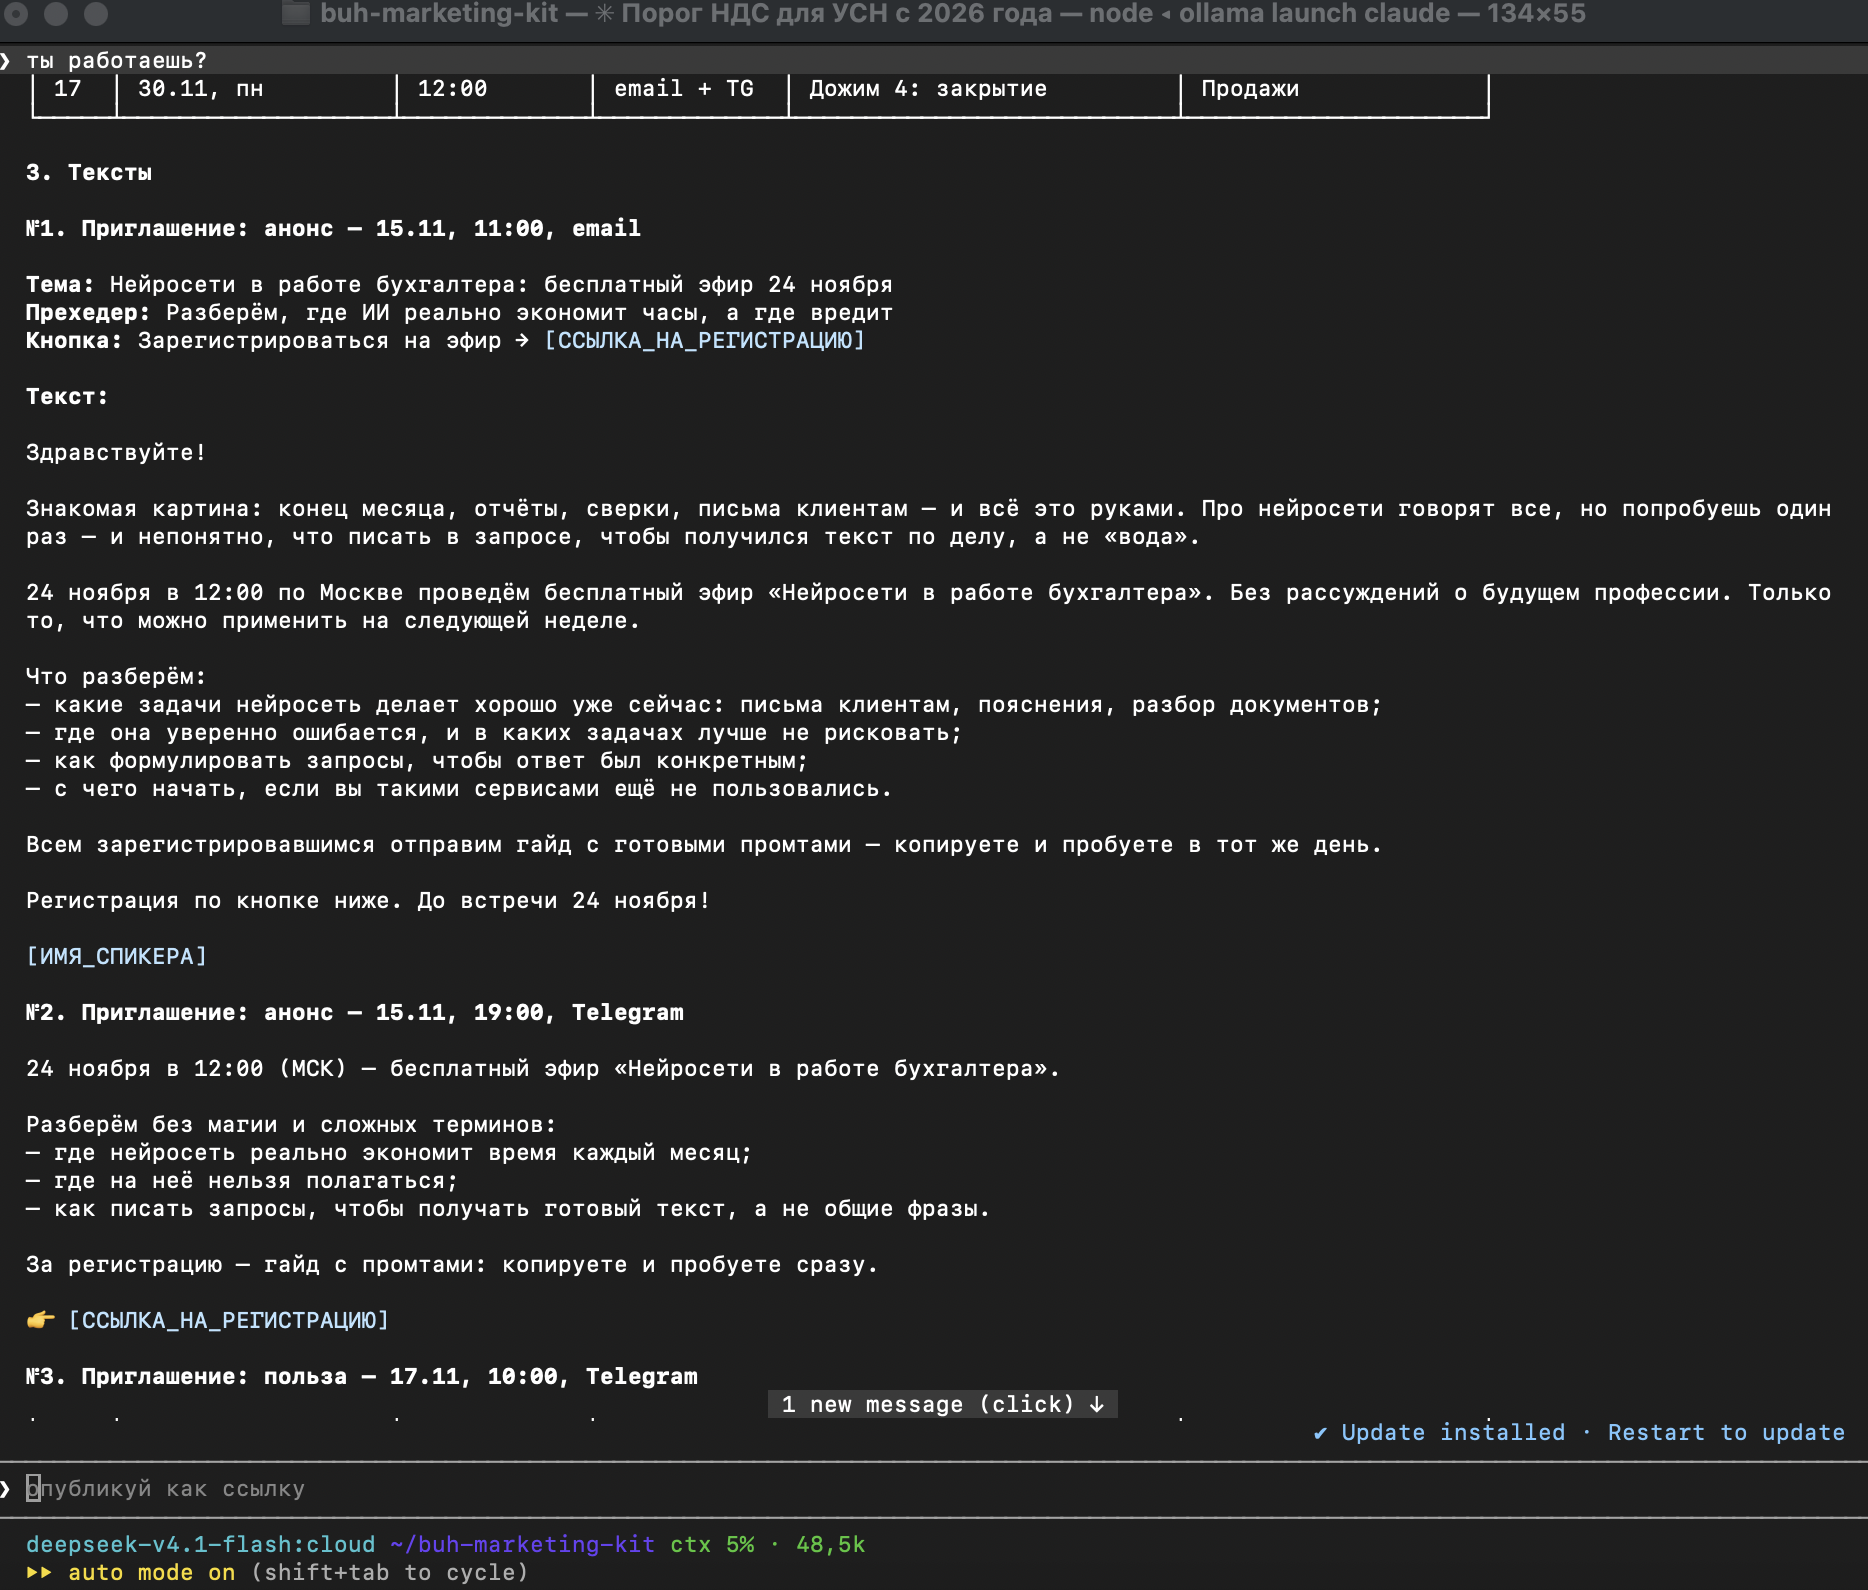 buh-marketing-kit — ✳ Порог НДС для УСН с 2026 года — node ◂ ollama launch claude — 134×55
❯ ты работаешь?
17 30.11, пн 12:00 email + TG Дожим 4: закрытие Продажи
3. Тексты
№1. Приглашение: анонс — 15.11, 11:00, email
Тема: Нейросети в работе бухгалтера: бесплатный эфир 24 ноября
Прехедер: Разберём, где ИИ реально экономит часы, а где вредит
Кнопка: Зарегистрироваться на эфир → [ССЫЛКА_НА_РЕГИСТРАЦИЮ]
Текст:
Здравствуйте!
Знакомая картина: конец месяца, отчёты, сверки, письма клиентам — и всё это руками. Про нейросети говорят все, но попробуешь один
раз — и непонятно, что писать в запросе, чтобы получился текст по делу, а не «вода».
24 ноября в 12:00 по Москве проведём бесплатный эфир «Нейросети в работе бухгалтера». Без рассуждений о будущем профессии. Только
то, что можно применить на следующей неделе.
Что разберём:
— какие задачи нейросеть делает хорошо уже сейчас: письма клиентам, пояснения, разбор документов;
— где она уверенно ошибается, и в каких задачах лучше не рисковать;
— как формулировать запросы, чтобы ответ был конкретным;
— с чего начать, если вы такими сервисами ещё не пользовались.
Всем зарегистрировавшимся отправим гайд с готовыми промтами — копируете и пробуете в тот же день.
Регистрация по кнопке ниже. До встречи 24 ноября!
[ИМЯ_СПИКЕРА]
№2. Приглашение: анонс — 15.11, 19:00, Telegram
24 ноября в 12:00 (МСК) — бесплатный эфир «Нейросети в работе бухгалтера».
Разберём без магии и сложных терминов:
— где нейросеть реально экономит время каждый месяц;
— где на неё нельзя полагаться;
— как писать запросы, чтобы получать готовый текст, а не общие фразы.
За регистрацию — гайд с промтами: копируете и пробуете сразу.
👉 [ССЫЛКА_НА_РЕГИСТРАЦИЮ]
№3. Приглашение: польза — 17.11, 10:00, Telegram
1 new message (click) ↓
✔ Update installed · Restart to update
❯ опубликуй как ссылку
deepseek-v4.1-flash:cloud ~/buh-marketing-kit ctx 5% · 48,5k
▸▸ auto mode on (shift+tab to cycle)